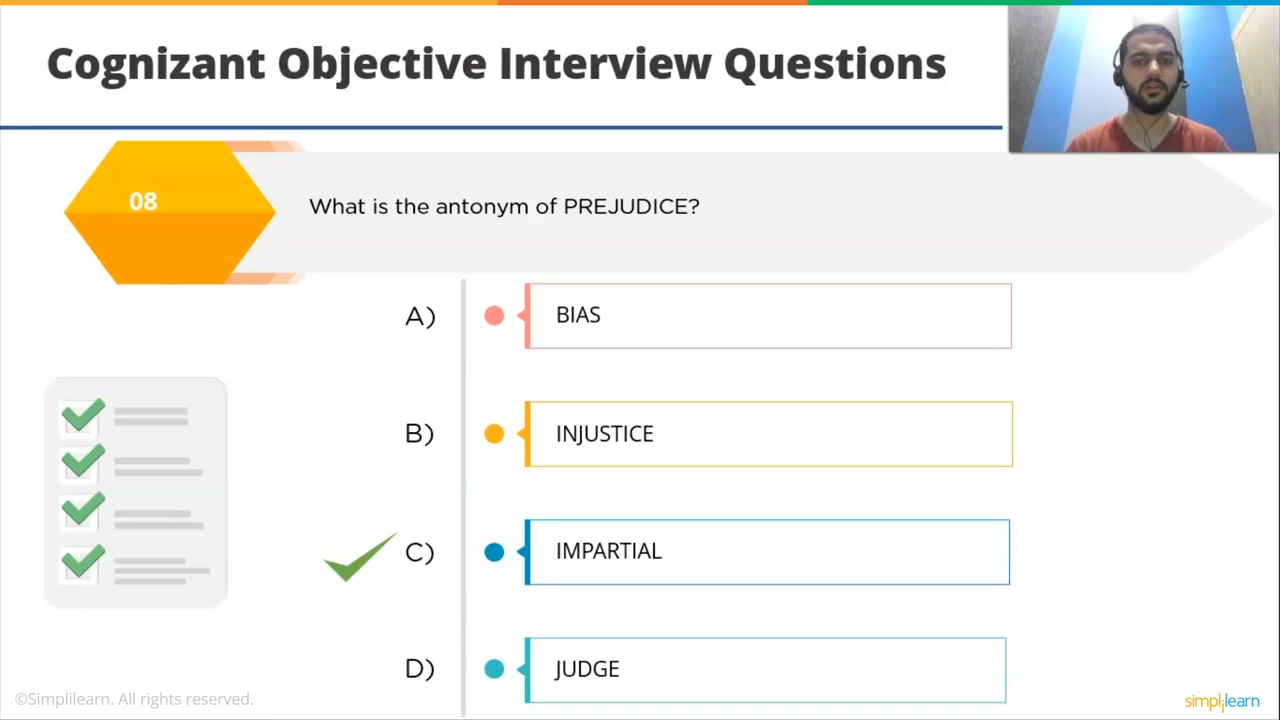 Cognizant Objective Interview Questions
08
What is the antonym of PREJUDICE?
A) BIAS
B) INJUSTICE
C) IMPARTIAL
D) JUDGE
©Simplilearn. All rights reserved.
simplilearn